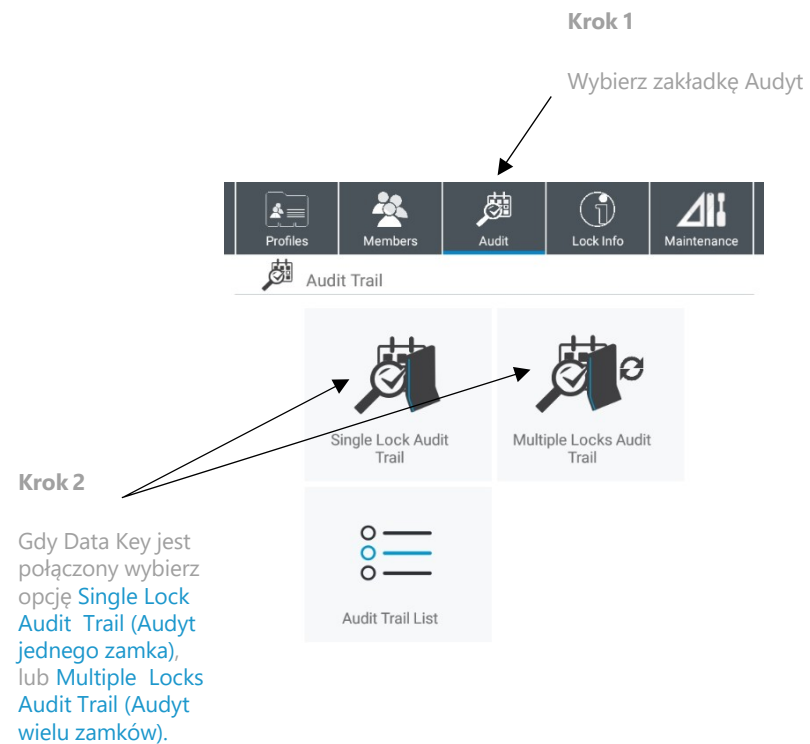 Krok 1
Wybierz zakładkę Audyt
Profiles
Members
Audit
Lock Info
Maintenance
Audit Trail
Single Lock Audit
Trail
Multiple Locks Audit
Trail
Krok 2
Gdy Data Key jest
połączony wybierz
opcję Single Lock
Audit Trail (Audyt
jednego zamka),
lub Multiple Locks
Audit Trail (Audyt
wielu zamków).
Audit Trail List